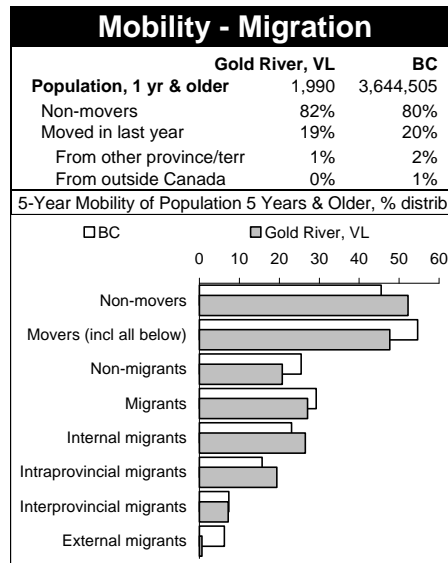 Mobility - Migration
Gold River, VL BC
Population, 1 yr & older 1,990 3,644,505
Non-movers 82% 80%
Moved in last year 19% 20%
From other province/terr 1% 2%
From outside Canada 0% 1%
5-Year Mobility of Population 5 Years & Older, % distrib
BC Gold River, VL
0 10 20 30 40 50 60
Non-movers
Movers (incl all below)
Non-migrants
Migrants
Internal migrants
Intraprovincial migrants
Interprovincial migrants
External migrants